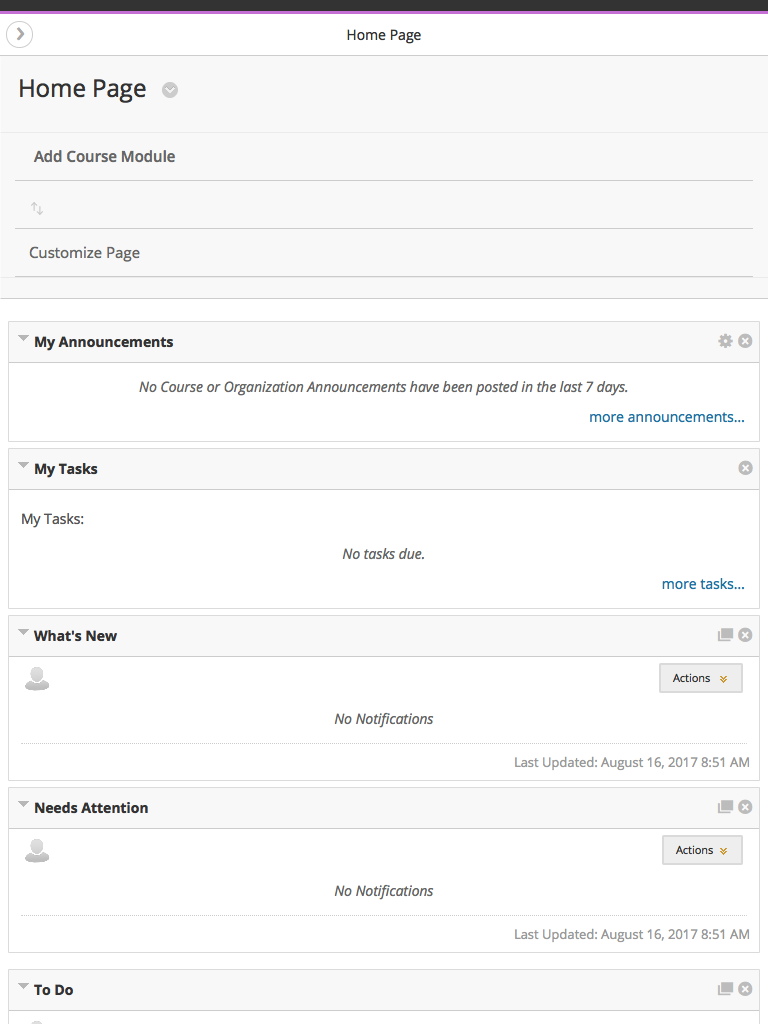 Home Page
Home Page
Add Course Module
Customize Page
My Announcements
No Course or Organization Announcements have been posted in the last 7 days.
more announcements...
My Tasks
My Tasks:
No tasks due.
more tasks...
What's New
Actions
No Notifications
Last Updated: August 16, 2017 8:51 AM
Needs Attention
Actions
No Notifications
Last Updated: August 16, 2017 8:51 AM
To Do